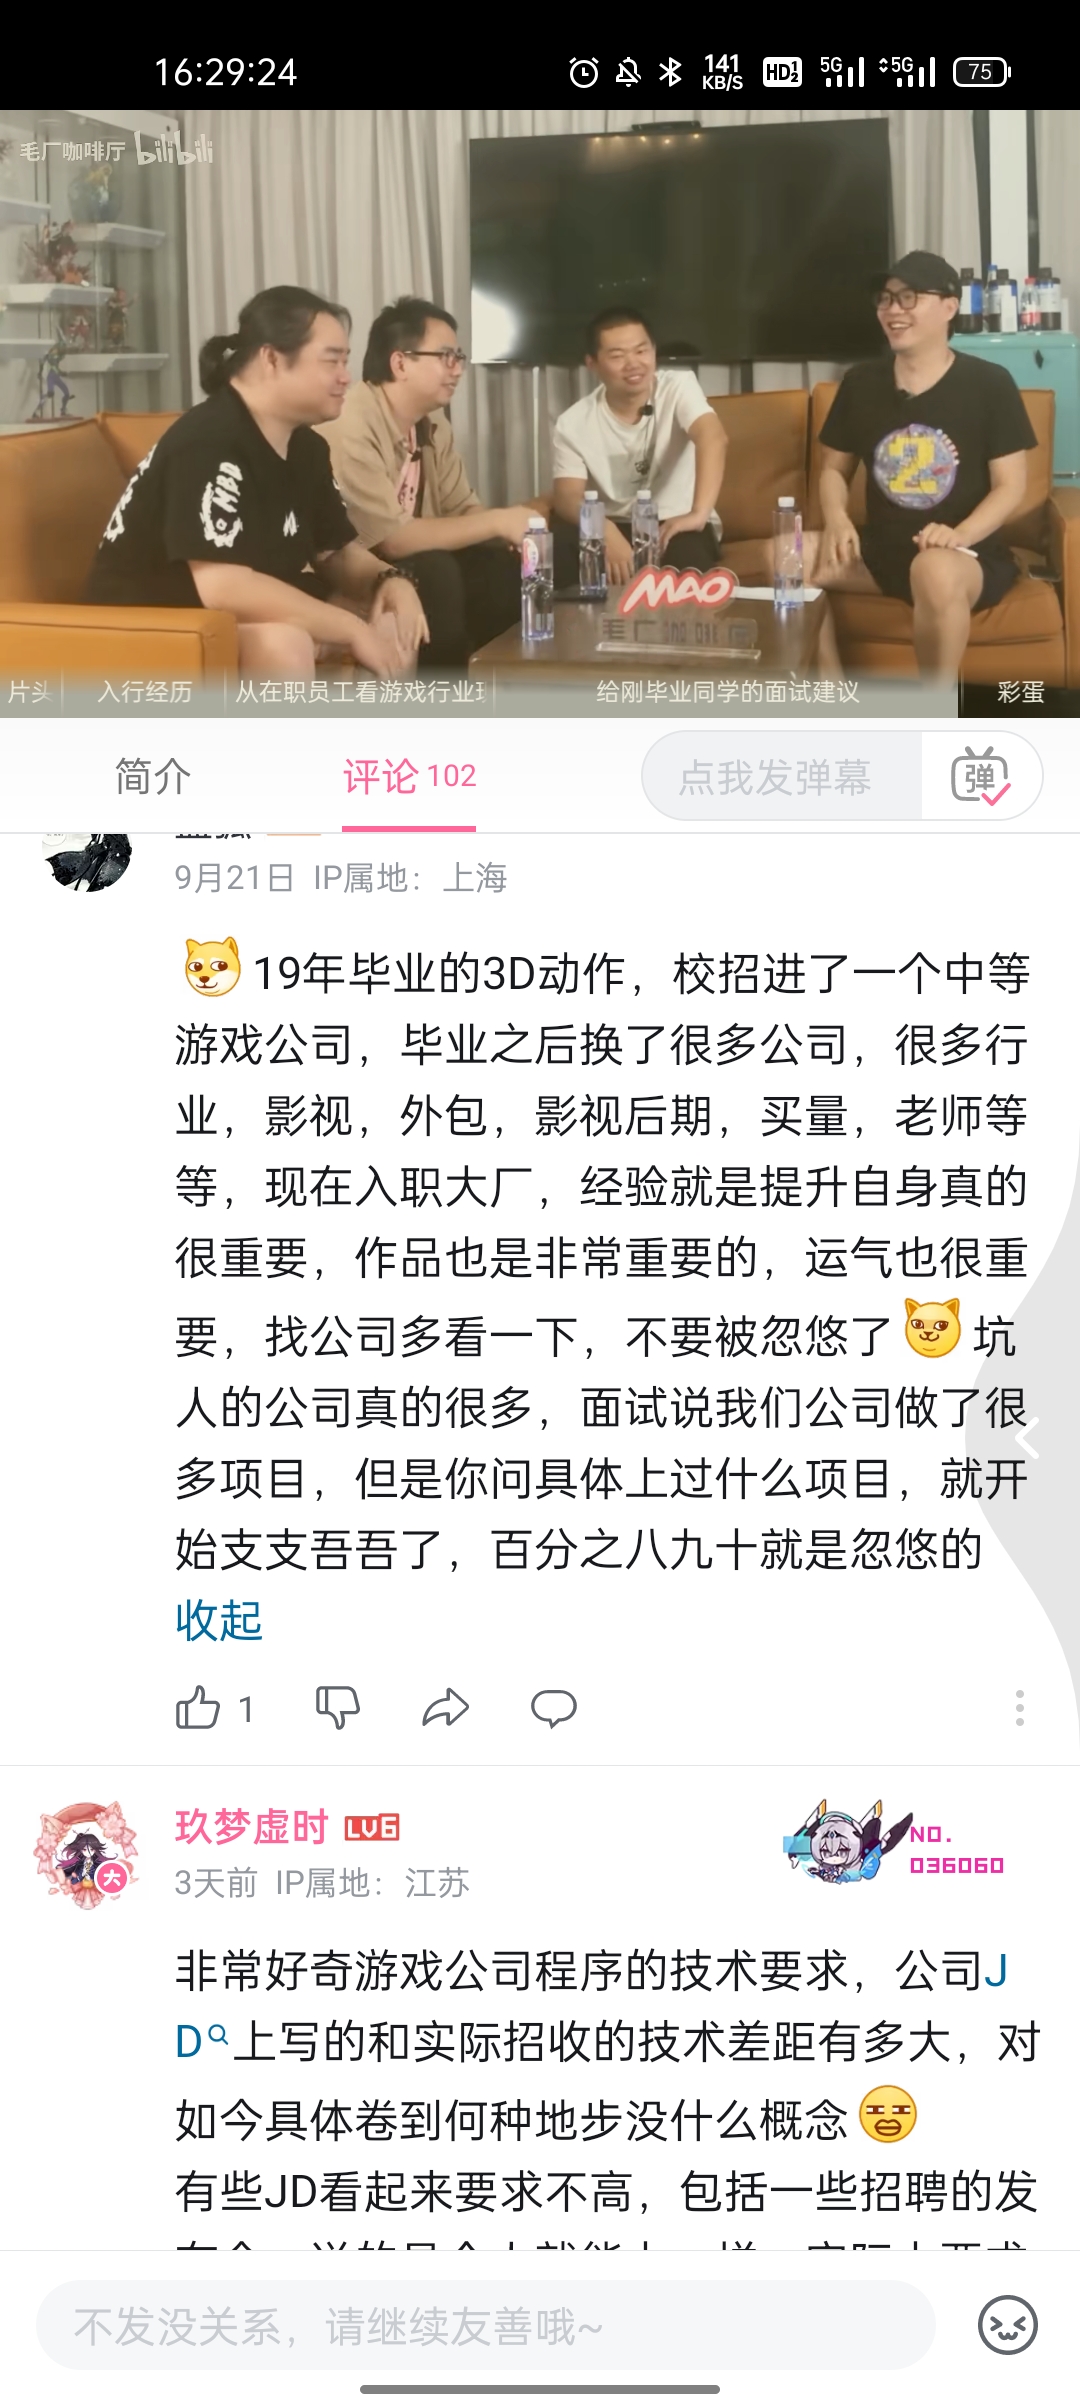 16:29:24
141 KB/S HD 1 2 5G 5G 75
毛厂咖啡厅 bilibili
MAO
片头 入行经历 从在职员工看游戏行业 给刚毕业同学的面试建议 彩蛋
简介 评论 102 点我发弹幕 弹
9月21日 IP属地：上海
19年毕业的3D动作，校招进了一个中等
游戏公司，毕业之后换了很多公司，很多行
业，影视，外包，影视后期，买量，老师等
等，现在入职大厂，经验就是提升自身真的
很重要，作品也是非常重要的，运气也很重
要，找公司多看一下，不要被忽悠了 坑
人的公司真的很多，面试说我们公司做了很
多项目，但是你问具体上过什么项目，就开
始支支吾吾了，百分之八九十就是忽悠的
收起
1
玖梦虚时 LV6
大
NO.
036060
3天前 IP属地：江苏
非常好奇游戏公司程序的技术要求，公司J
D上写的和实际招收的技术差距有多大，对
如今具体卷到何种地步没什么概念
有些JD看起来要求不高，包括一些招聘的发
不发没关系，请继续友善哦~